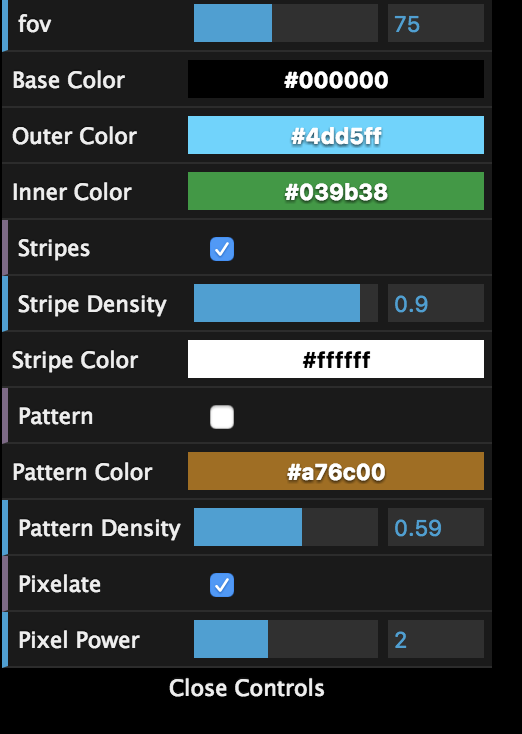 fov 75
Base Color #000000
Outer Color #4dd5ff
Inner Color #039b38
Stripes
Stripe Density 0.9
Stripe Color #ffffff
Pattern
Pattern Color #a76c00
Pattern Density 0.59
Pixelate
Pixel Power 2
Close Controls